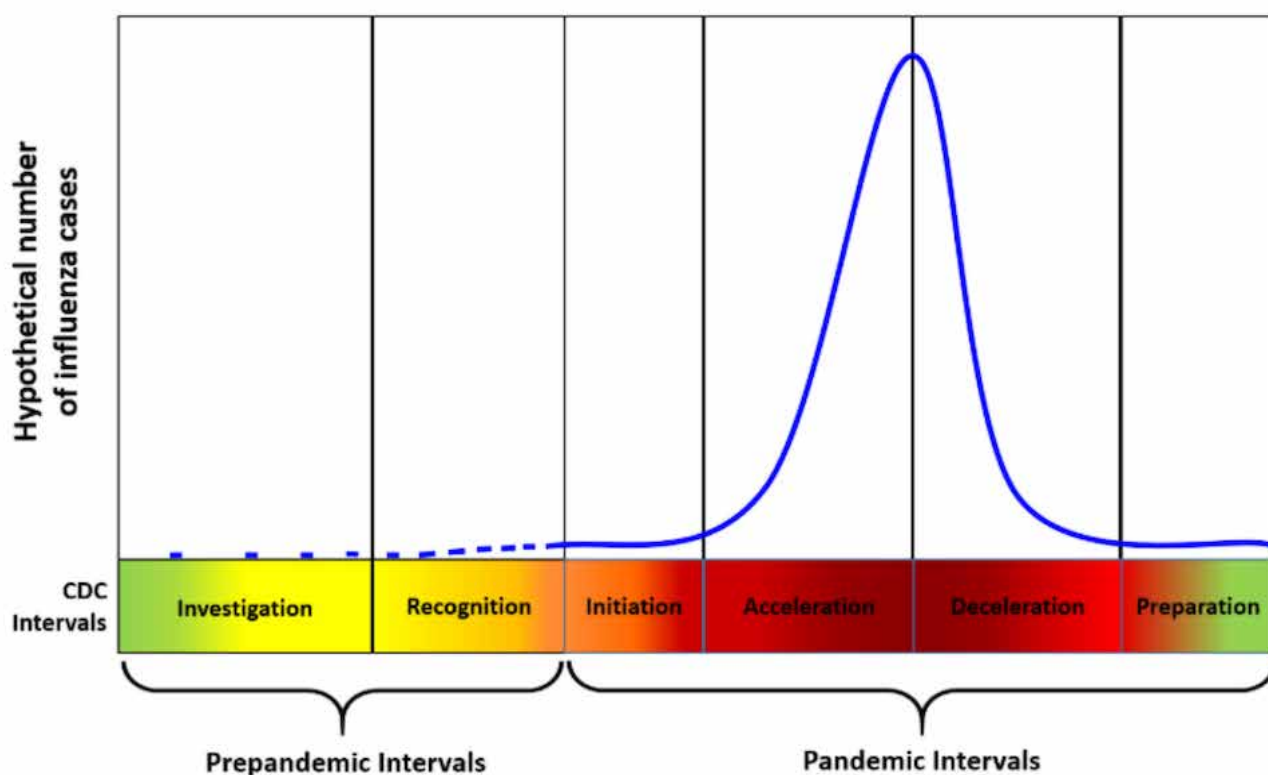 Hypothetical number
of influenza cases
CDC
Intervals
Investigation
Recognition
Initiation
Acceleration
Deceleration
Preparation
Prepandemic Intervals
Pandemic Intervals